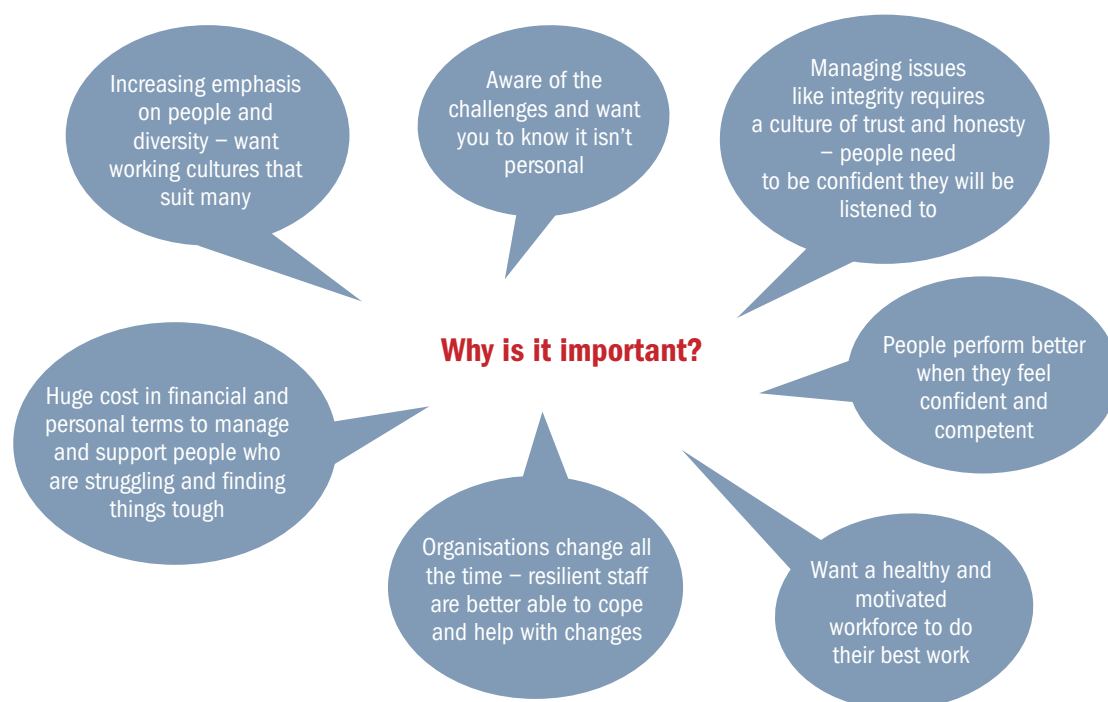 Increasing emphasis
on people and
diversity – want
working cultures that
suit many
Aware of the
challenges and want
you to know it isn't
personal
Managing issues
like integrity requires
a culture of trust and honesty
– people need
to be confident they will be
listened to
Why is it important?
People perform better
when they feel
confident and
competent
Huge cost in financial and
personal terms to manage
and support people who
are struggling and finding
things tough
Organisations change all
the time – resilient staff
are better able to cope
and help with changes
Want a healthy and
motivated
workforce to do
their best work